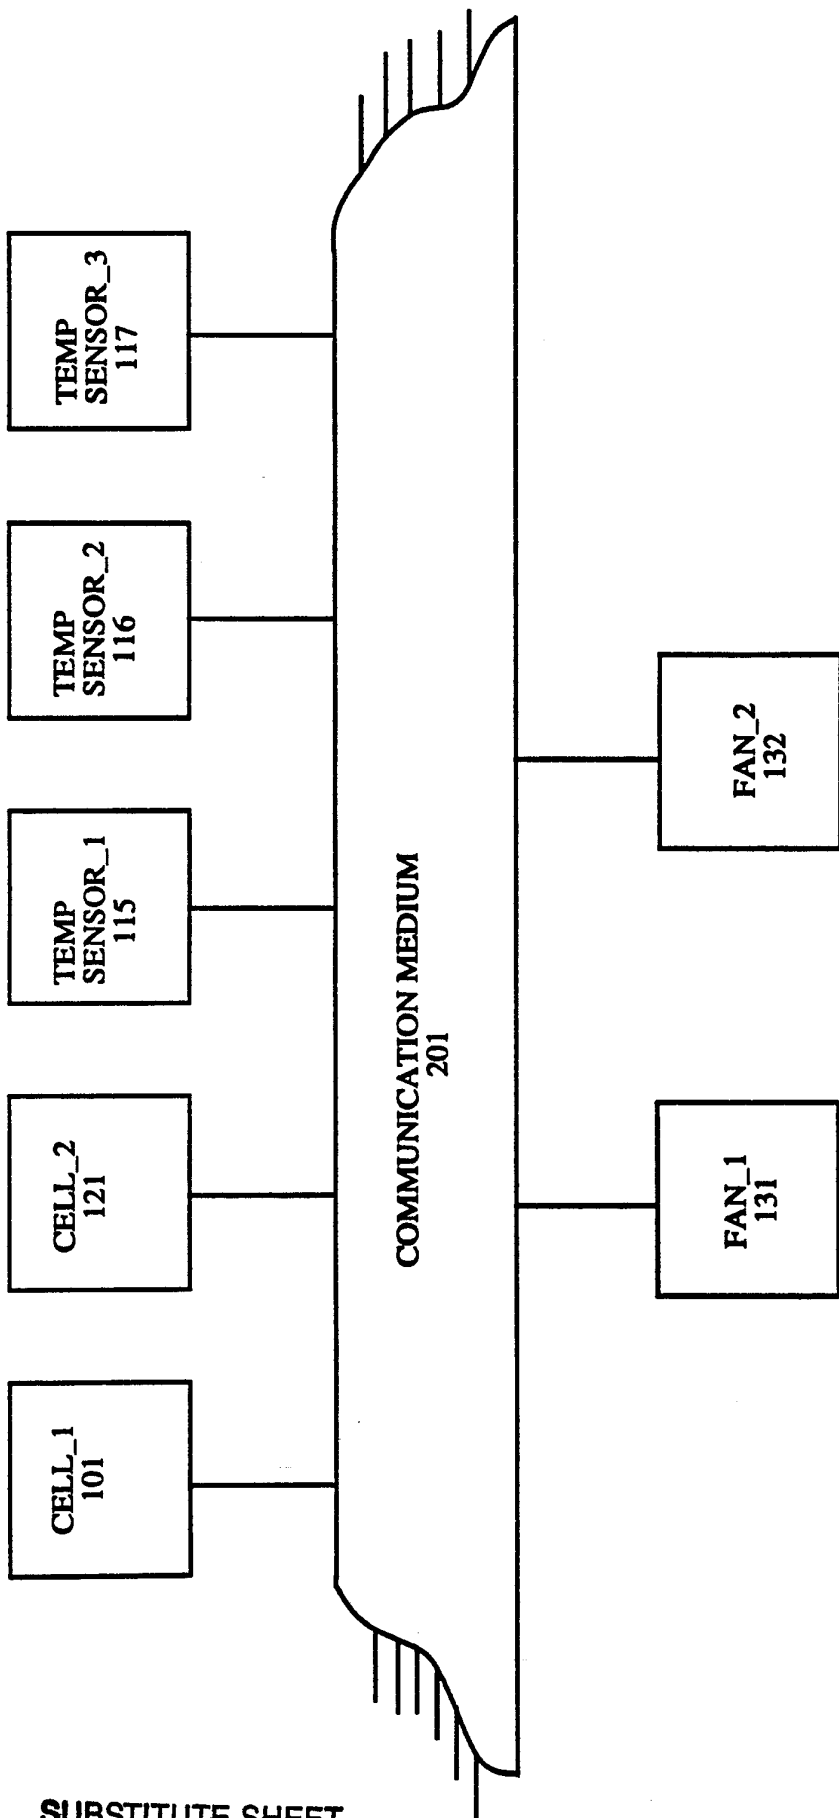 CELL_1
101
CELL_2
121
TEMP
SENSOR_1
115
TEMP
SENSOR_2
116
TEMP
SENSOR_3
117
COMMUNICATION MEDIUM
201
FAN_1
131
FAN_2
132
SUBSTITUTE SHEET